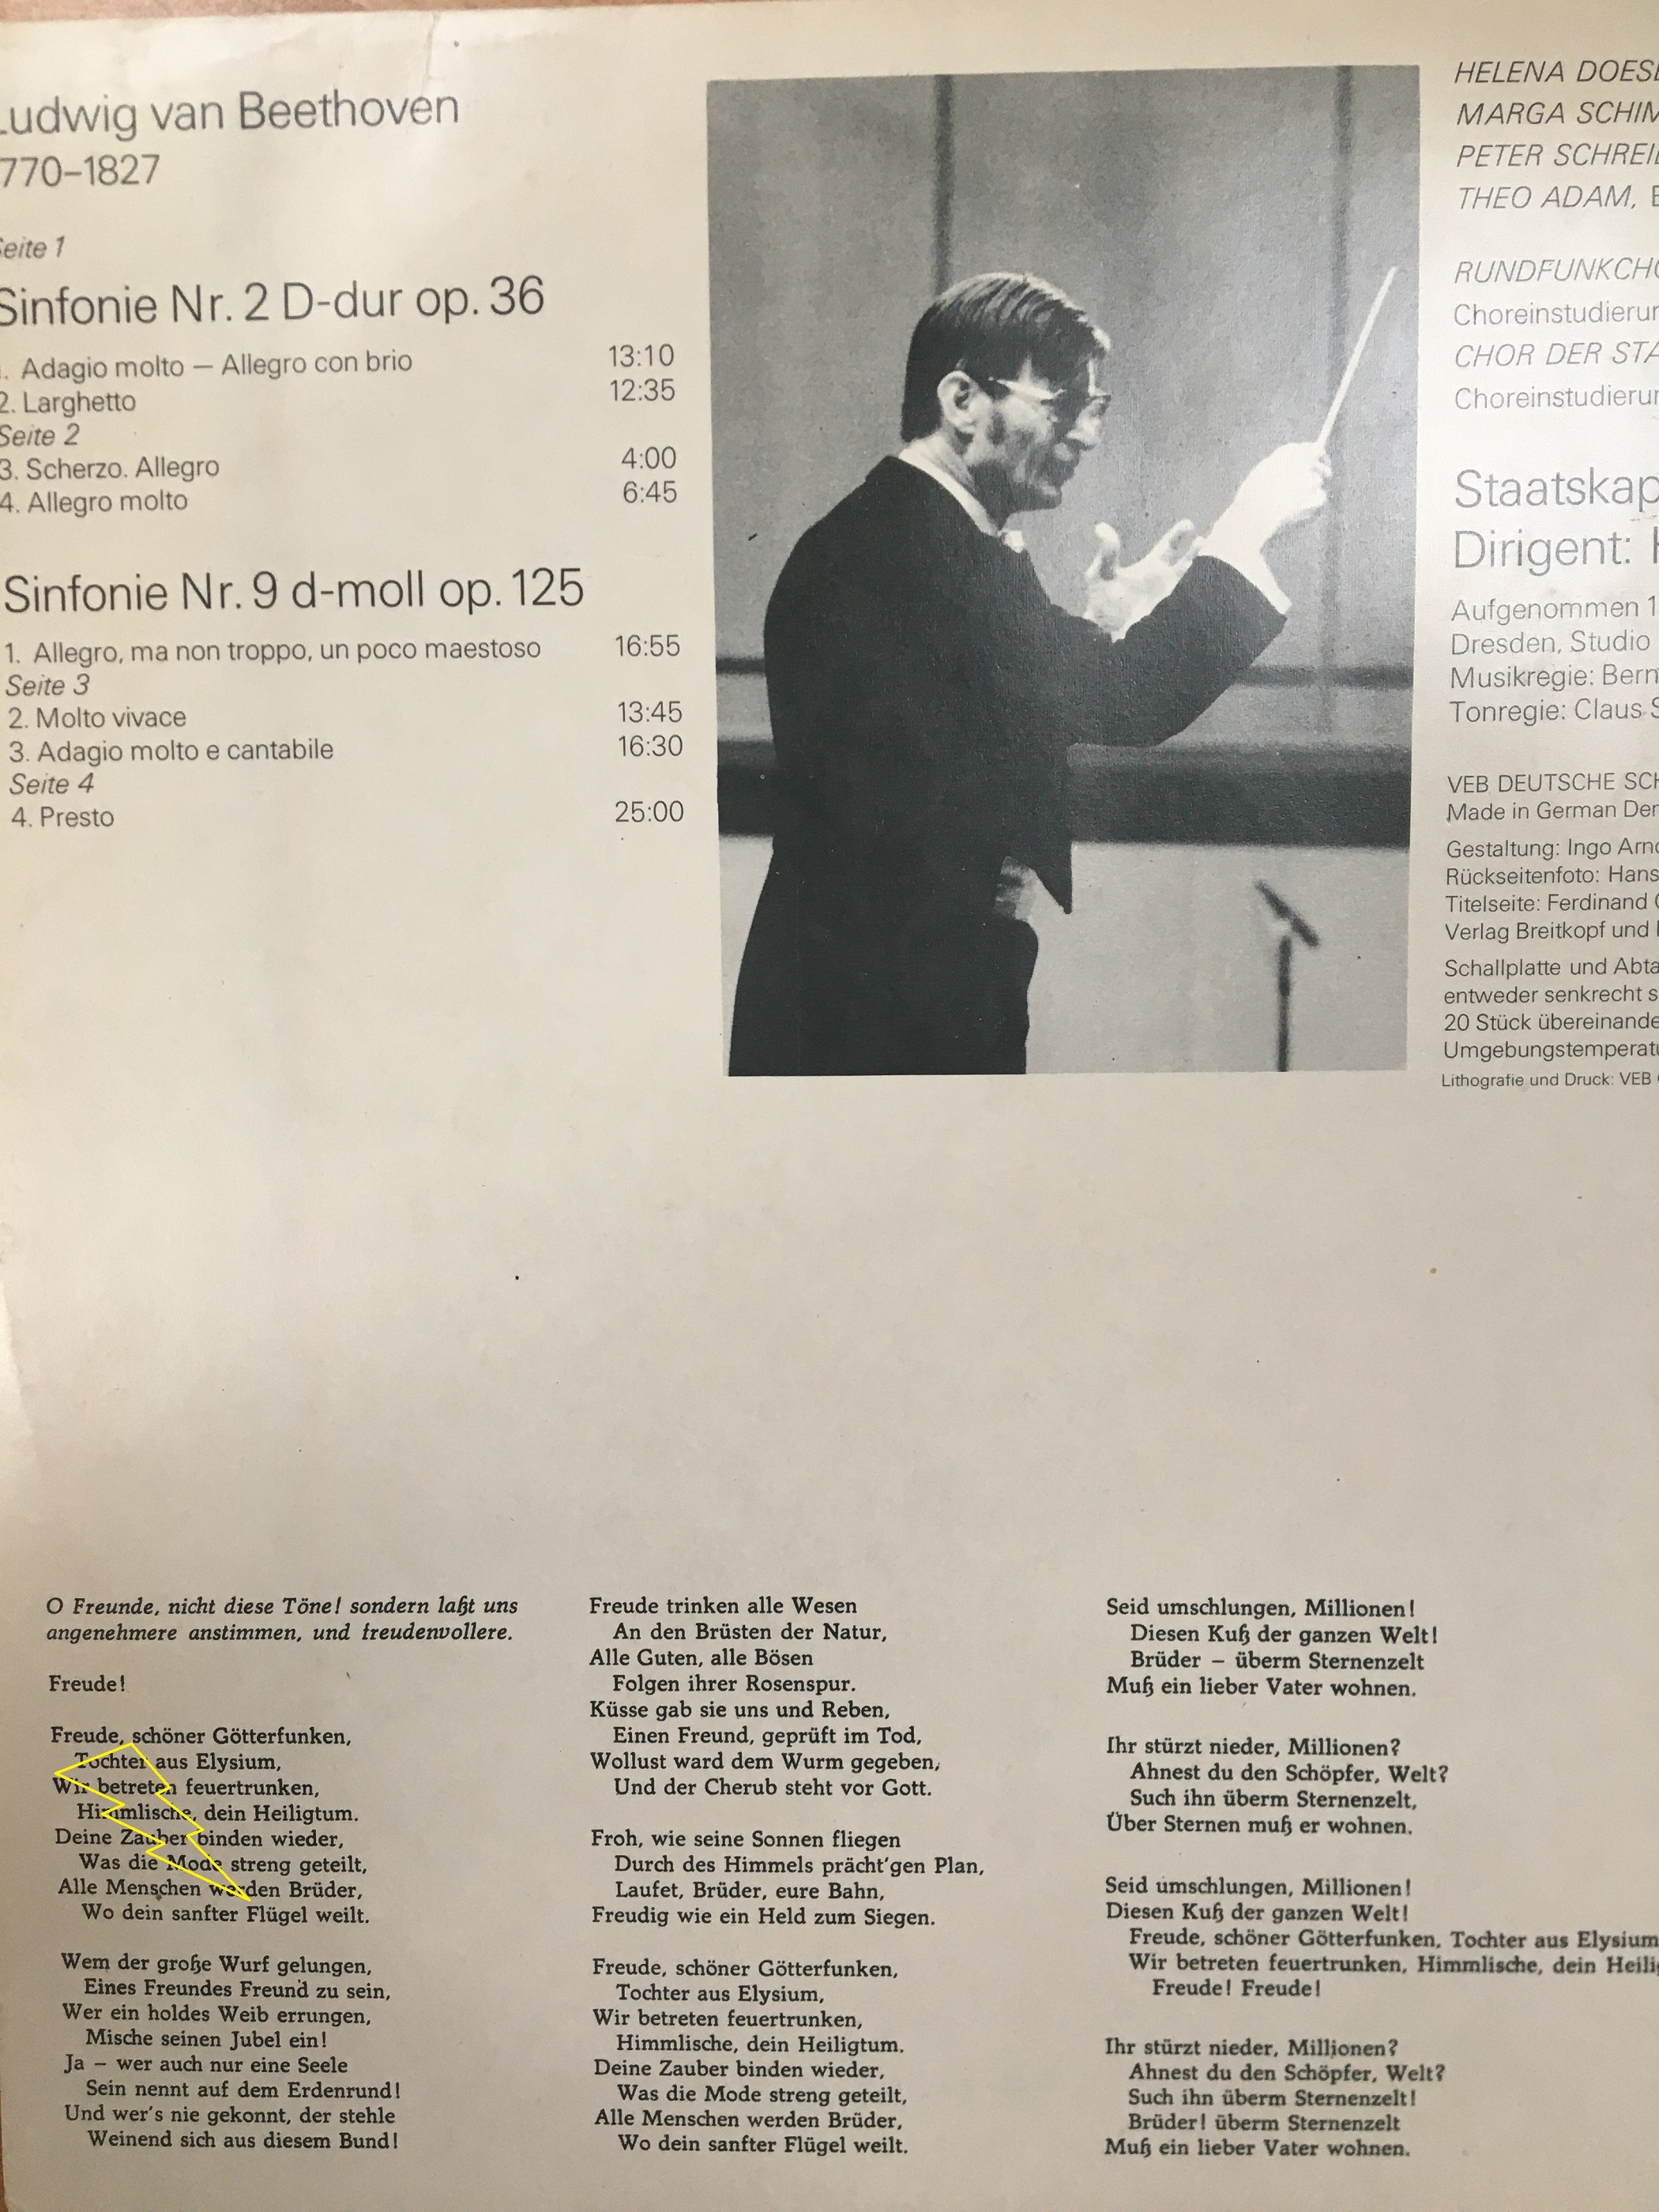 Ludwig van Beethoven
1770–1827
Seite 1
Sinfonie Nr. 2 D-dur op. 36
1. Adagio molto — Allegro con brio 13:10
2. Larghetto 12:35
Seite 2
3. Scherzo. Allegro 4:00
4. Allegro molto 6:45
Sinfonie Nr. 9 d-moll op. 125
1. Allegro, ma non troppo, un poco maestoso 16:55
Seite 3
2. Molto vivace 13:45
3. Adagio molto e cantabile 16:30
Seite 4
4. Presto 25:00
HELENA DOES
MARGA SCHIM
PETER SCHREI
THEO ADAM,
RUNDFUNKCH
Choreinstudierun
CHOR DER STA
Choreinstudierun
Staatskap
Dirigent:
Aufgenommen 1
Dresden, Studio
Musikregie: Bern
Tonregie: Claus S
VEB DEUTSCHE SCH
Made in German Der
Gestaltung: Ingo Arno
Rückseitenfoto: Hans
Titelseite: Ferdinand
Verlag Breitkopf und
Schallplatte und Abta
entweder senkrecht s
20 Stück übereinande
Umgebungstemperatu
Lithografie und Druck: VEB
O Freunde, nicht diese Töne! sondern laßt uns
angenehmere anstimmen, und freudenvollere.
Freude!
Freude, schöner Götterfunken,
Tochter aus Elysium,
Wir betreten feuertrunken,
Himmlische, dein Heiligtum.
Deine Zauber binden wieder,
Was die Mode streng geteilt,
Alle Menschen werden Brüder,
Wo dein sanfter Flügel weilt.
Wem der große Wurf gelungen,
Eines Freundes Freund zu sein,
Wer ein holdes Weib errungen,
Mische seinen Jubel ein!
Ja – wer auch nur eine Seele
Sein nennt auf dem Erdenrund!
Und wer's nie gekonnt, der stehle
Weinend sich aus diesem Bund!
Freude trinken alle Wesen
An den Brüsten der Natur,
Alle Guten, alle Bösen
Folgen ihrer Rosenspur.
Küsse gab sie uns und Reben,
Einen Freund, geprüft im Tod,
Wollust ward dem Wurm gegeben,
Und der Cherub steht vor Gott.
Froh, wie seine Sonnen fliegen
Durch des Himmels prächt'gen Plan,
Laufet, Brüder, eure Bahn,
Freudig wie ein Held zum Siegen.
Freude, schöner Götterfunken,
Tochter aus Elysium,
Wir betreten feuertrunken,
Himmlische, dein Heiligtum.
Deine Zauber binden wieder,
Was die Mode streng geteilt,
Alle Menschen werden Brüder,
Wo dein sanfter Flügel weilt.
Seid umschlungen, Millionen!
Diesen Kuß der ganzen Welt!
Brüder – überm Sternenzelt
Muß ein lieber Vater wohnen.
Ihr stürzt nieder, Millionen?
Ahnest du den Schöpfer, Welt?
Such ihn überm Sternenzelt,
Über Sternen muß er wohnen.
Seid umschlungen, Millionen!
Diesen Kuß der ganzen Welt!
Freude, schöner Götterfunken, Tochter aus Elysium
Wir betreten feuertrunken, Himmlische, dein Heili
Freude! Freude!
Ihr stürzt nieder, Millionen?
Ahnest du den Schöpfer, Welt?
Such ihn überm Sternenzelt!
Brüder! überm Sternenzelt
Muß ein lieber Vater wohnen.